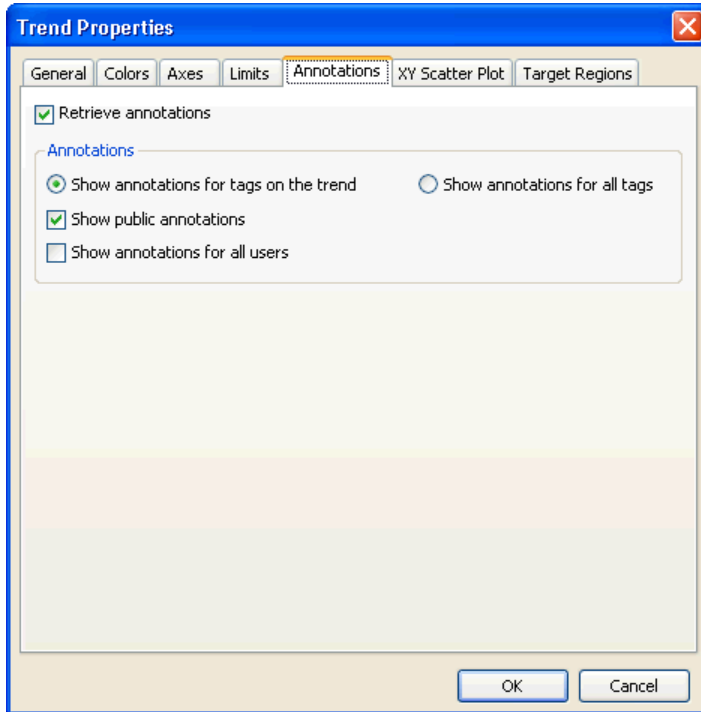 Trend Properties
General Colors Axes Limits Annotations XY Scatter Plot Target Regions
Retrieve annotations
Annotations
Show annotations for tags on the trend Show annotations for all tags
Show public annotations
Show annotations for all users
OK Cancel